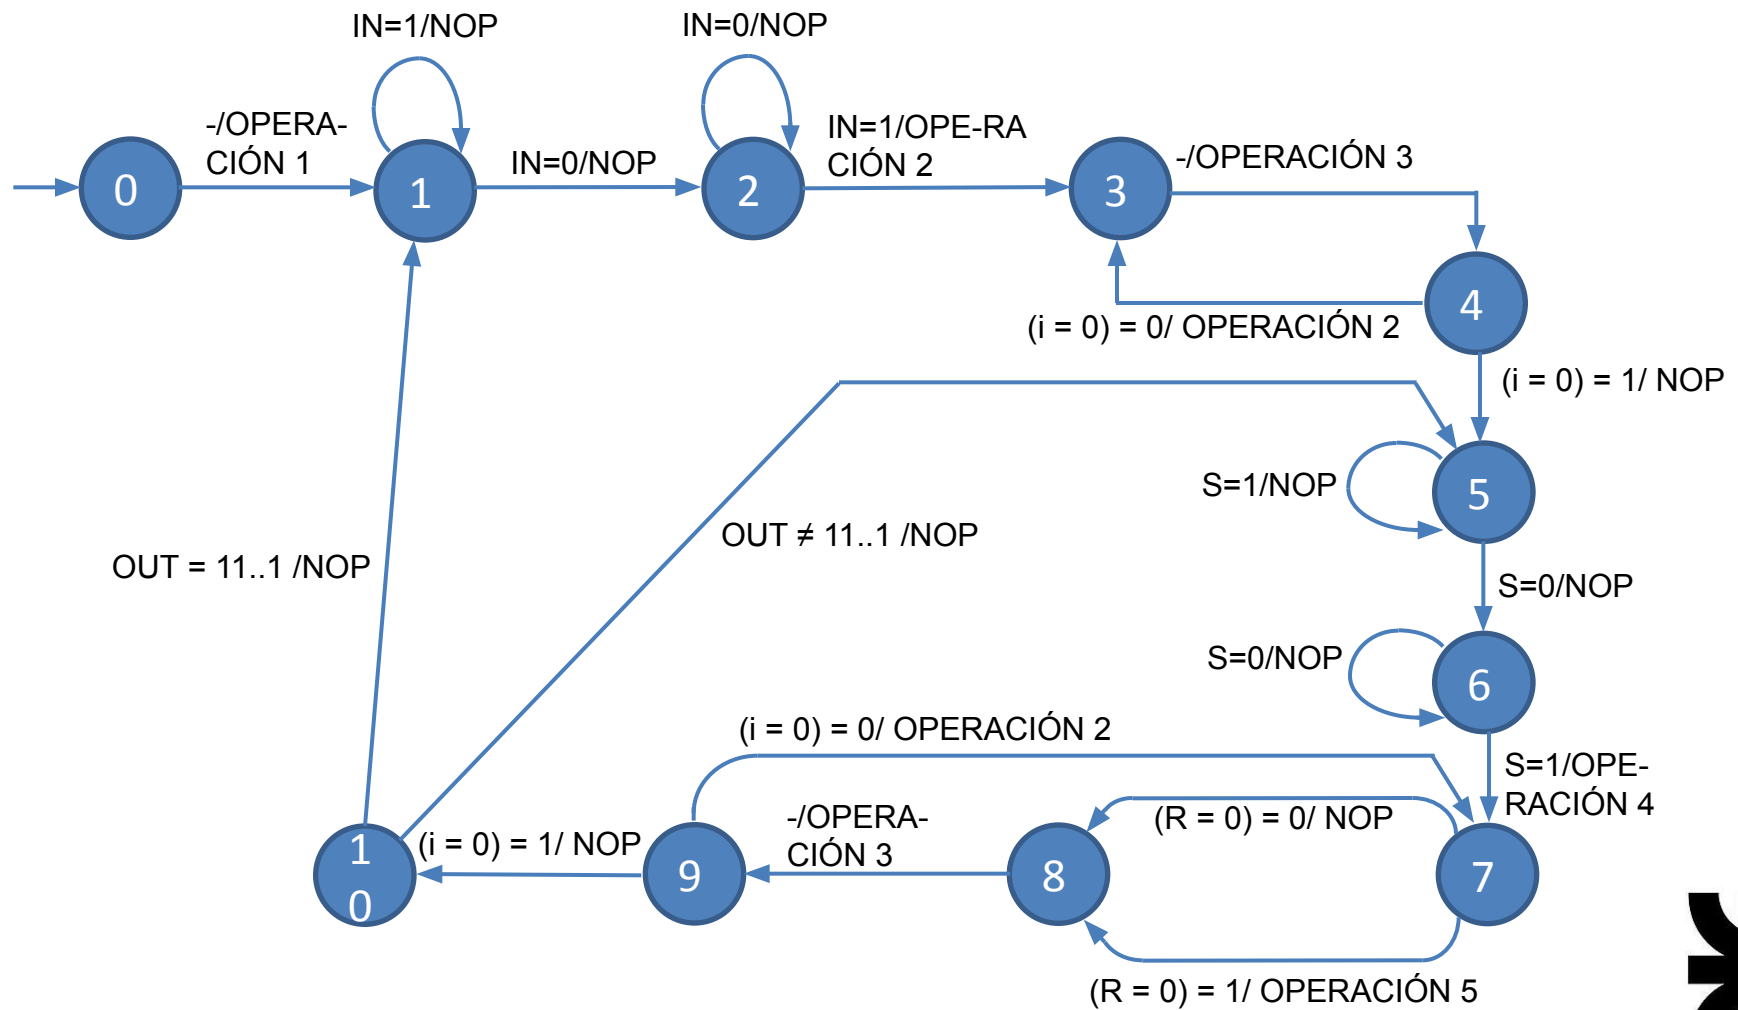 IN=1/NOP
IN=0/NOP
-/OPERA-
CIÓN 1
IN=0/NOP
IN=1/OPE-RA
CIÓN 2
-/OPERACIÓN 3
0
1
2
3
4
(i = 0) = 0/ OPERACIÓN 2
(i = 0) = 1/ NOP
S=1/NOP
5
OUT ≠ 11..1 /NOP
OUT = 11..1 /NOP
S=0/NOP
S=0/NOP
6
(i = 0) = 0/ OPERACIÓN 2
S=1/OPE-
RACIÓN 4
-/OPERA-
CIÓN 3
(R = 0) = 0/ NOP
(i = 0) = 1/ NOP
1
0
9
8
7
(R = 0) = 1/ OPERACIÓN 5